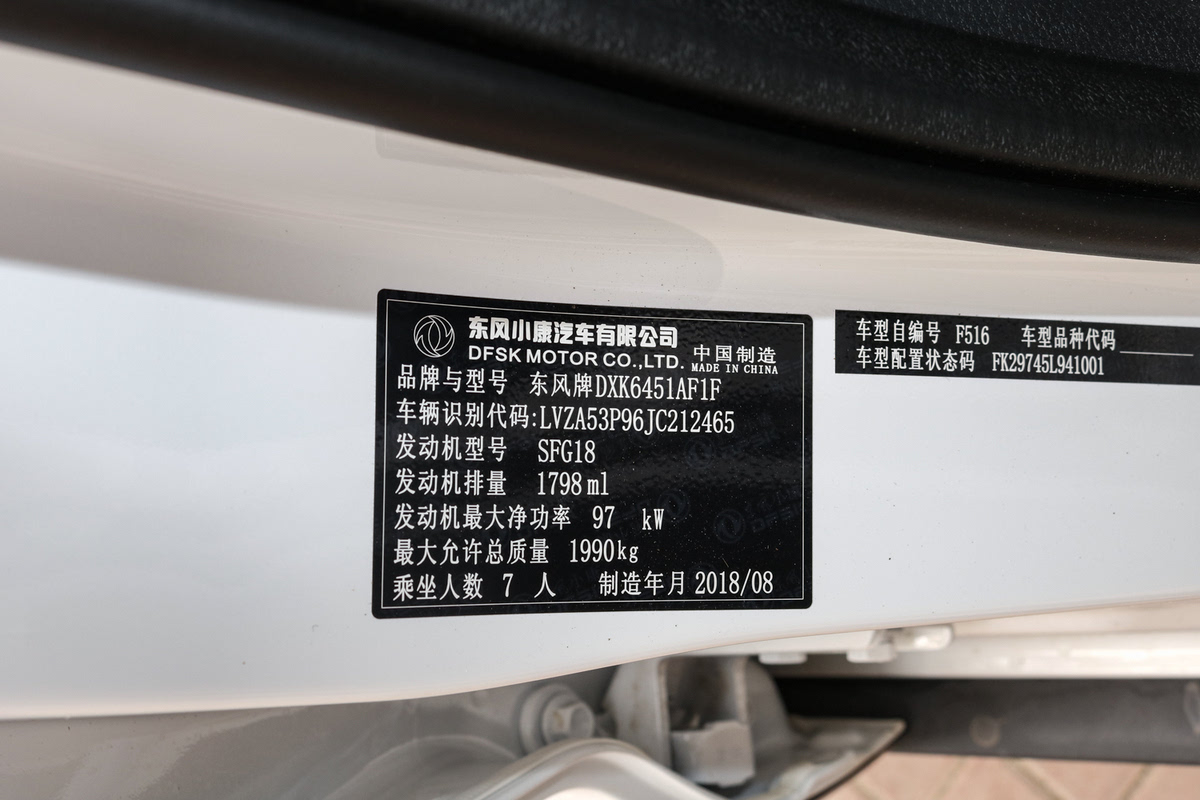 东风小康汽车有限公司
DFSK MOTOR CO.,LTD. 中国制造
MADE IN CHINA
品牌与型号 东风牌DXK6451AF1F
车辆识别代码:LVZA53P96JC212465
发动机型号 SFG18
发动机排量 1798ml
发动机最大净功率 97 kW
最大允许总质量 1990kg
乘坐人数 7 人 制造年月 2018/08
车型自编号 F516 车型品种代码
车型配置状态码 FK29745L941001